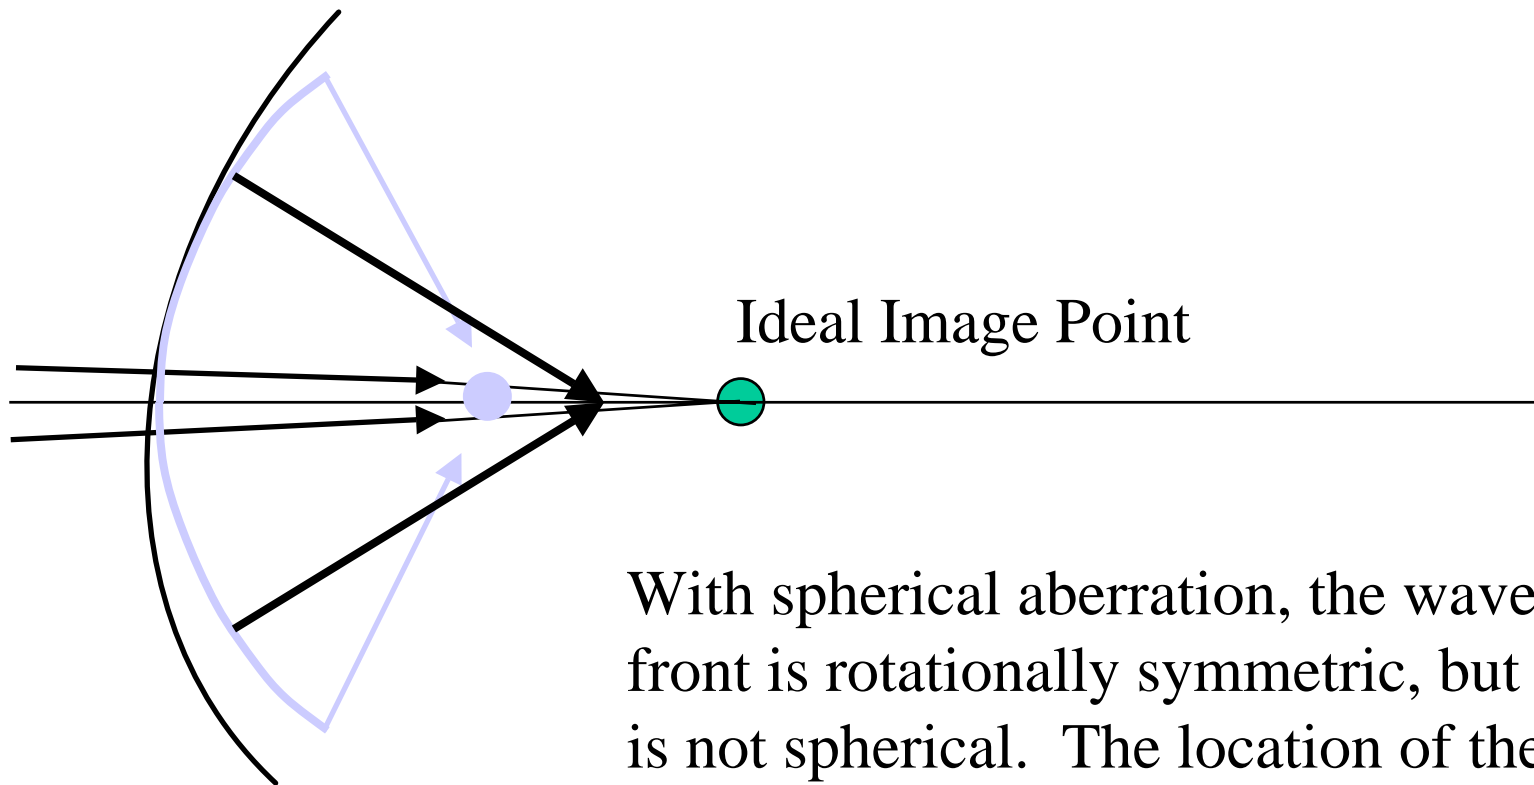 Ideal Image Point
With spherical aberration, the wave
front is rotationally symmetric, but
is not spherical.  The location of the